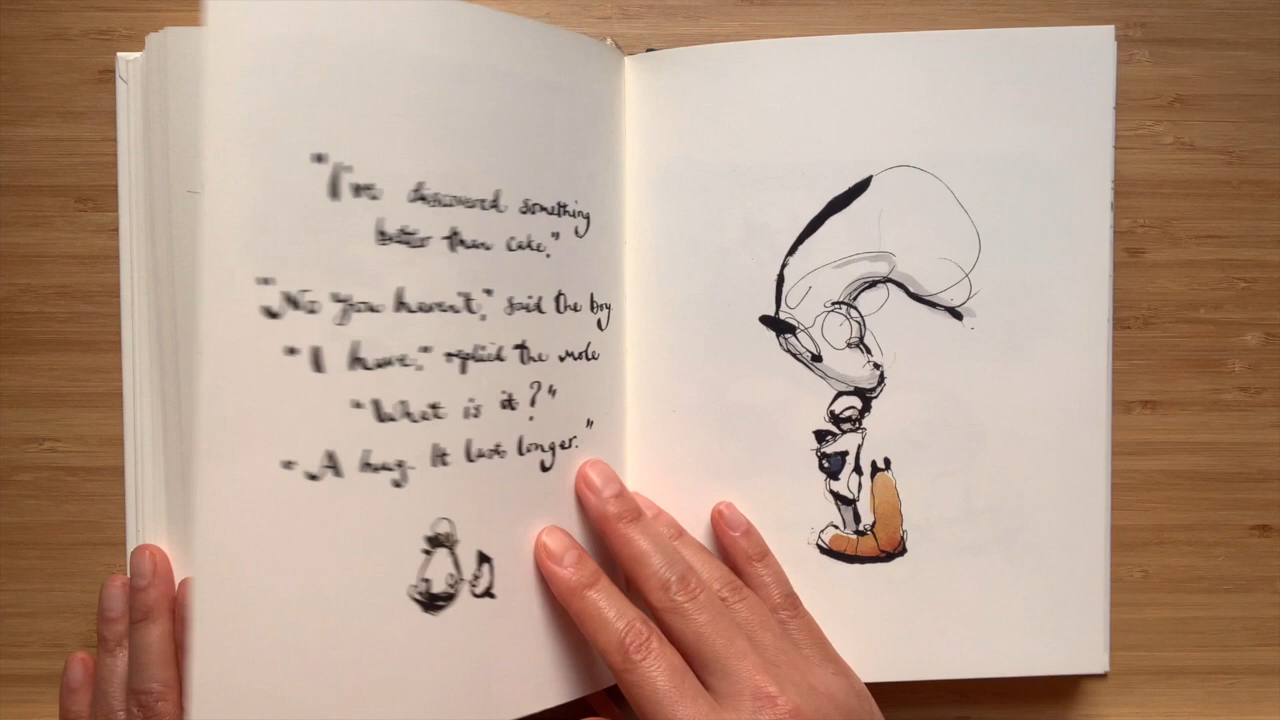 "I've discovered something
better than cake."
"No you haven't," said the boy
"I have," replied the mole
"What is it?"
"A hug. It lasts longer."